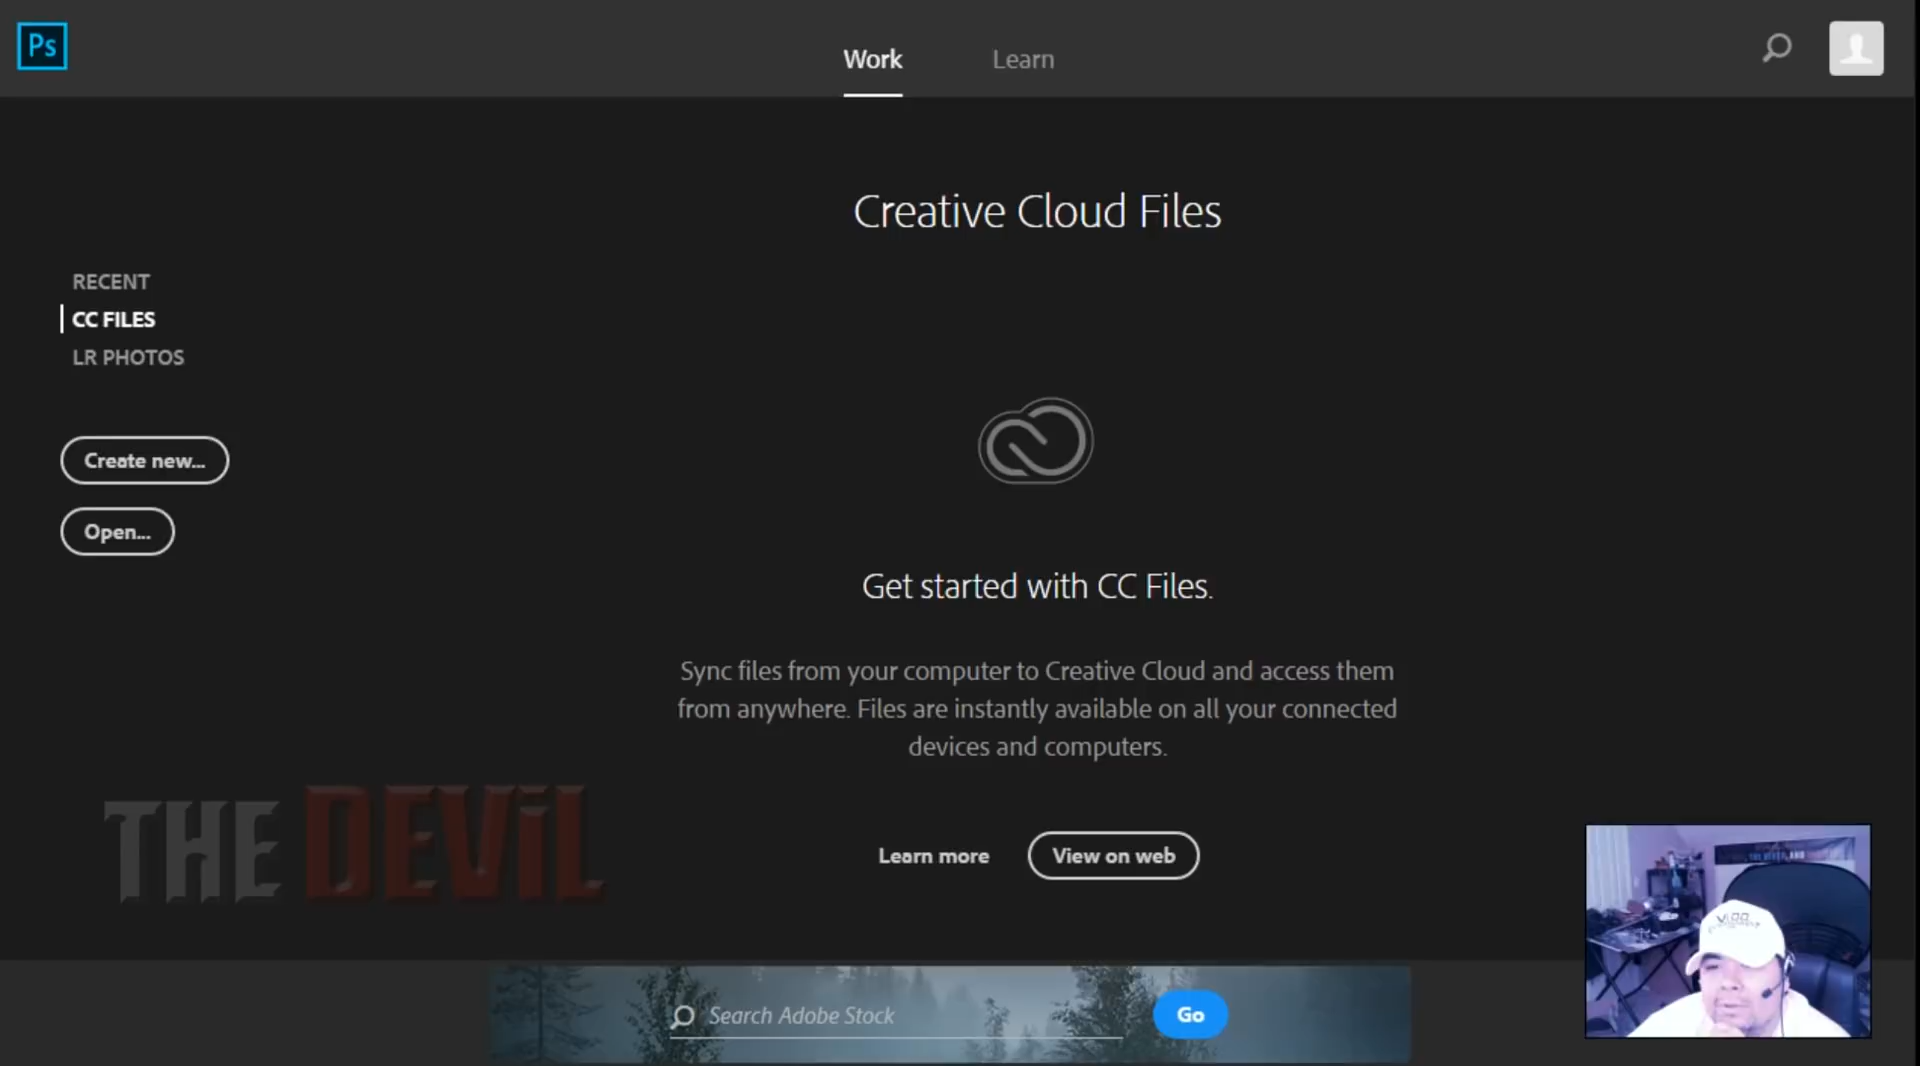 Ps
Work
Learn
Creative Cloud Files
RECENT
CC FILES
LR PHOTOS
Create new...
Open...
Get started with CC Files.
Sync files from your computer to Creative Cloud and access them
from anywhere. Files are instantly available on all your connected
devices and computers.
THE DEViL
Learn more
View on web
Search Adobe Stock
Go